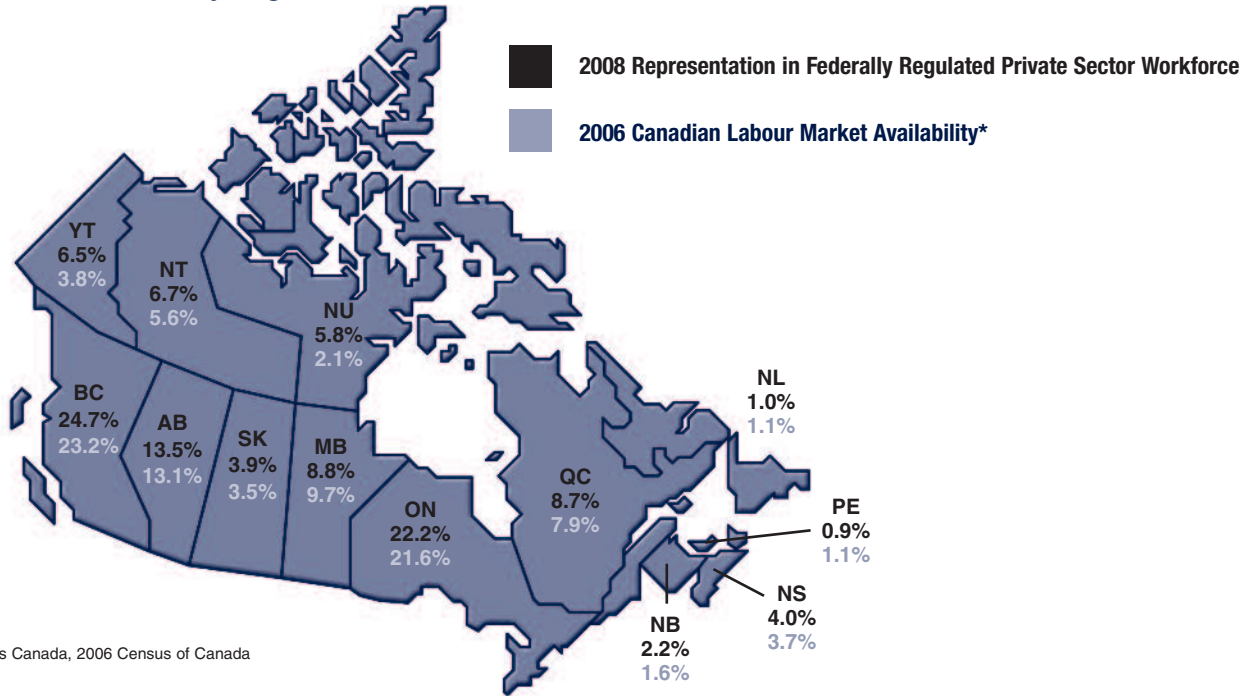 2008 Representation in Federally Regulated Private Sector Workforce
2006 Canadian Labour Market Availability*
YT
6.5%
3.8%
NT
6.7%
5.6%
NU
5.8%
2.1%
BC
24.7%
23.2%
AB
13.5%
13.1%
SK
3.9%
3.5%
MB
8.8%
9.7%
ON
22.2%
21.6%
QC
8.7%
7.9%
NL
1.0%
1.1%
PE
0.9%
1.1%
NS
4.0%
3.7%
NB
2.2%
1.6%
Canada, 2006 Census of Canada